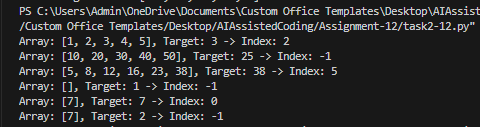 PS C:\Users\Admin\OneDrive\Documents\Custom Office Templates\Desktop\AIAssist
/Custom Office Templates/Desktop/AIAssistedCoding/Assignment-12/task2-12.py"
Array: [1, 2, 3, 4, 5], Target: 3 -> Index: 2
Array: [10, 20, 30, 40, 50], Target: 25 -> Index: -1
Array: [5, 8, 12, 16, 23, 38], Target: 38 -> Index: 5
Array: [], Target: 1 -> Index: -1
Array: [7], Target: 7 -> Index: 0
Array: [7], Target: 2 -> Index: -1